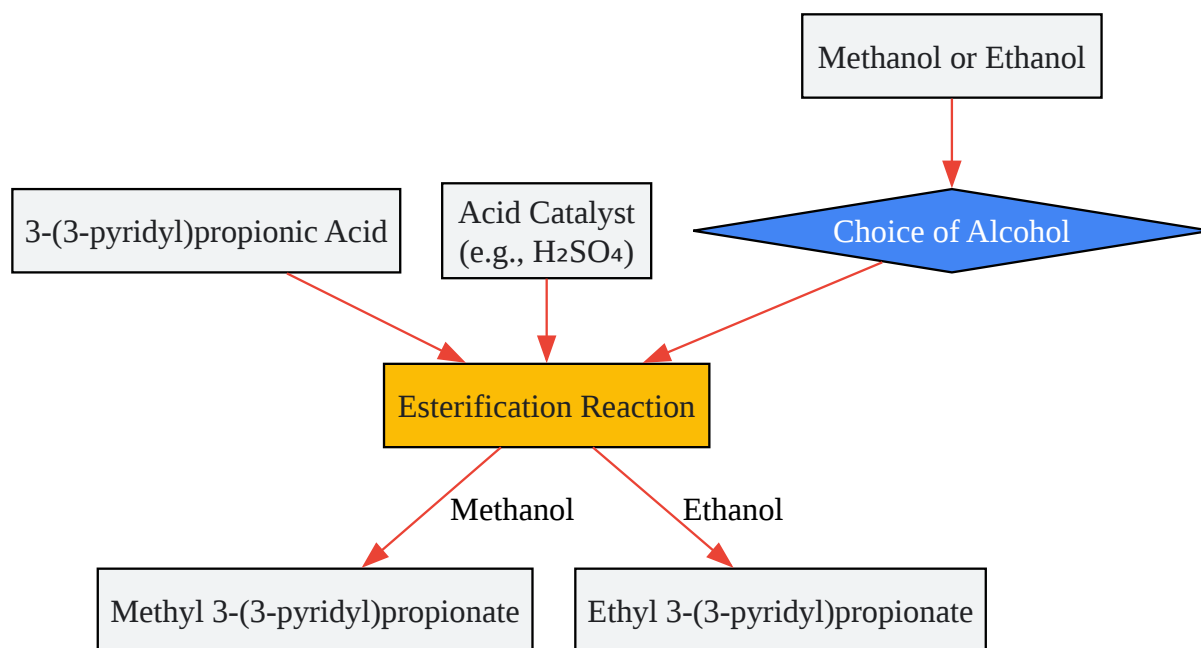 Methanol or Ethanol
3-(3-pyridyl)propionic Acid
Acid Catalyst
(e.g., H₂SO₄)
Choice of Alcohol
Esterification Reaction
Methanol
Ethanol
Methyl 3-(3-pyridyl)propionate
Ethyl 3-(3-pyridyl)propionate